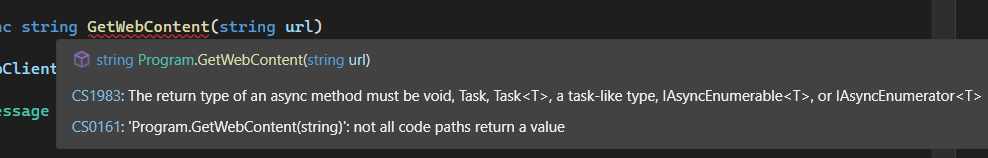 nc string GetWebContent(string url)
string Program.GetWebContent(string url)
bClient
CS1983: The return type of an async method must be void, Task, Task<T>, a task-like type, IAsyncEnumerable<T>, or IAsyncEnumerator<T>
message
CS0161: 'Program.GetWebContent(string)': not all code paths return a value